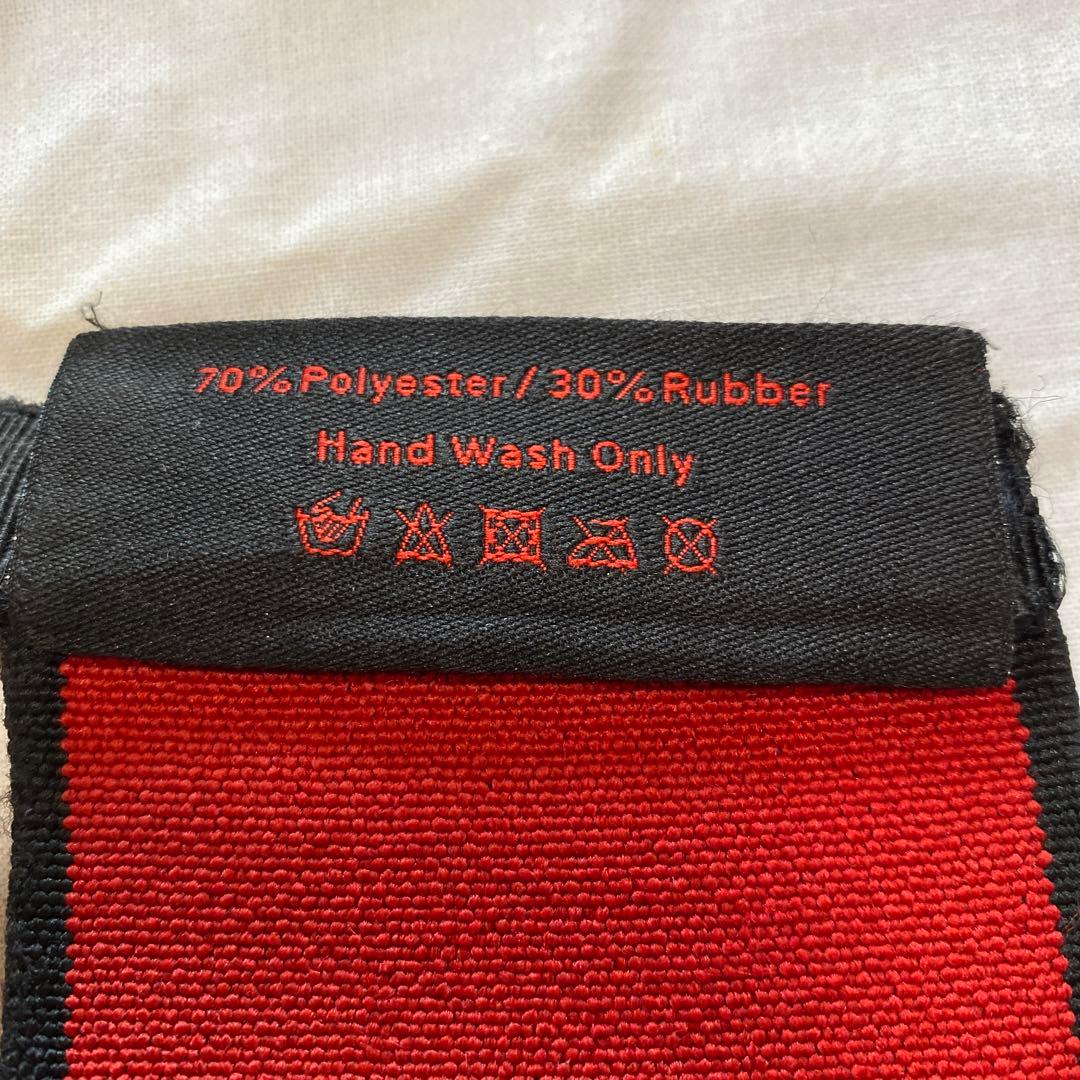 70% Polyester / 30% Rubber
Hand Wash Only